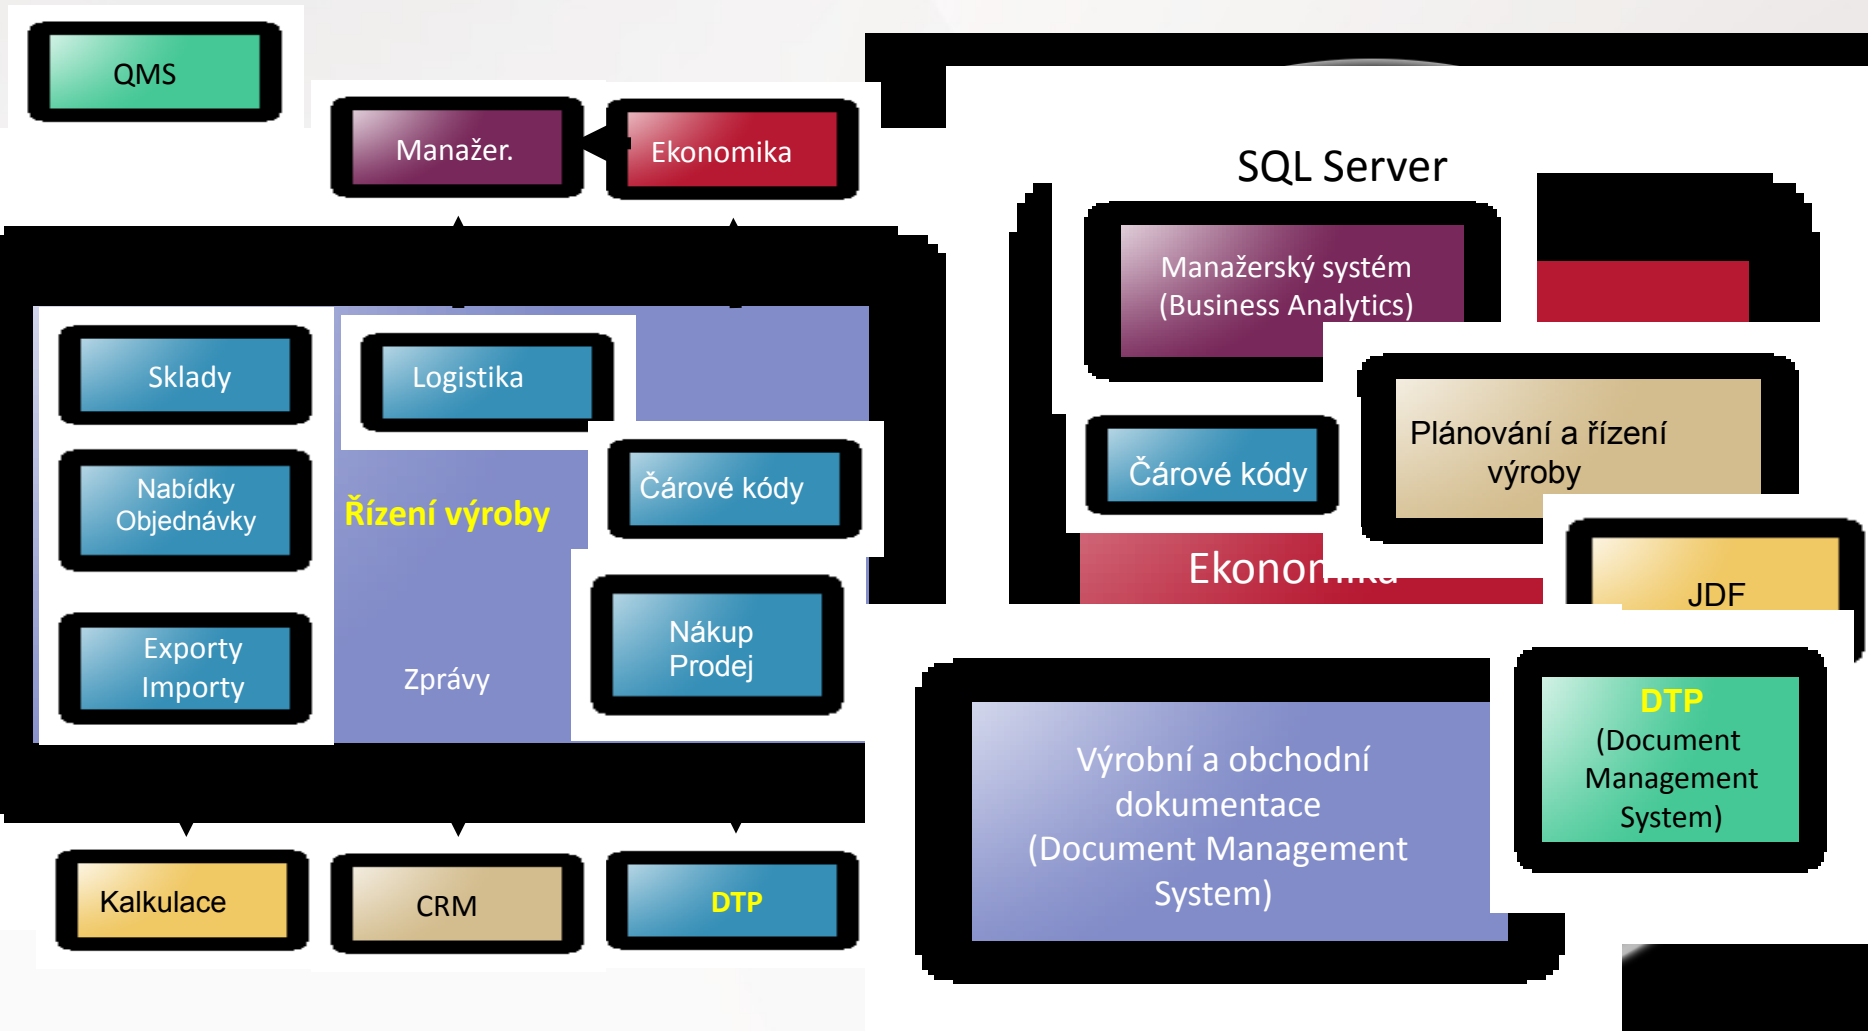 QMS
Manažer.
Ekonomika
Sklady
Logistika
Nabídky
Objednávky
Řízení výroby
Čárové kódy
Exporty
Importy
Zprávy
Nákup
Prodej
Kalkulace
CRM
DTP
SQL Server
Manažerský systém
(Business Analytics)
Čárové kódy
Plánování a řízení
výroby
Ekonomika
JDF
Výrobní a obchodní
dokumentace
(Document Management
System)
DTP
(Document
Management
System)